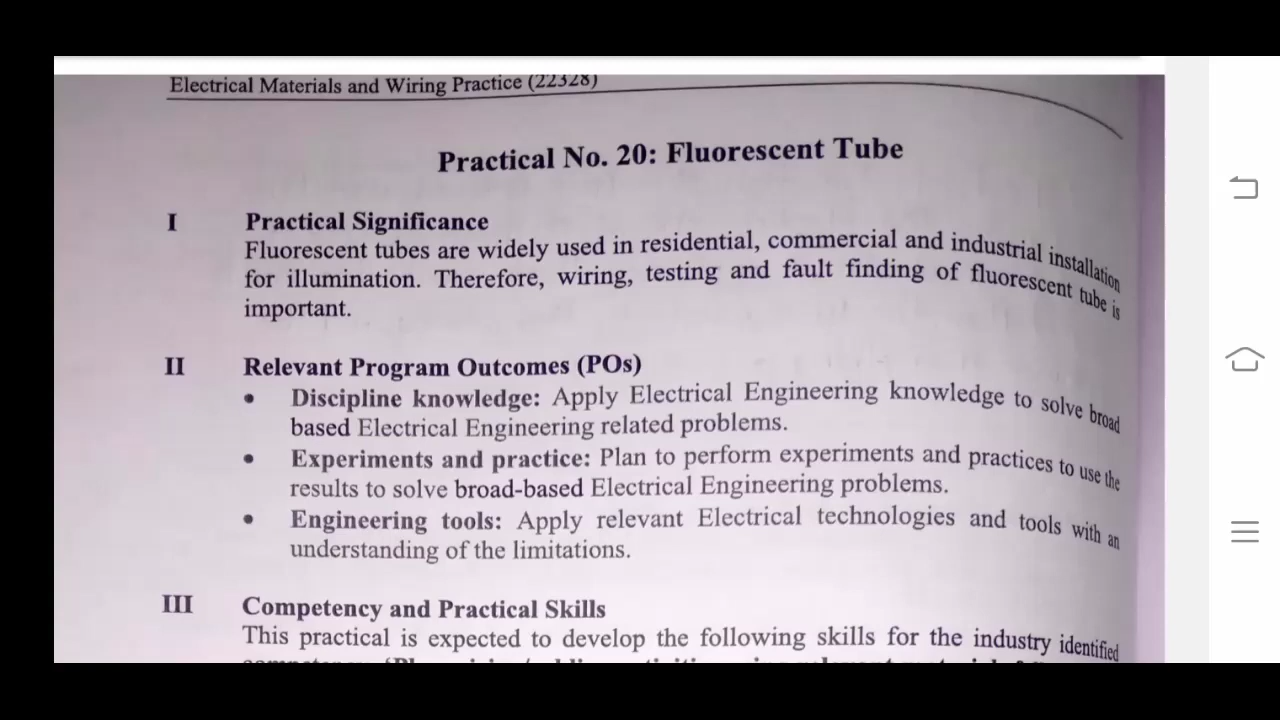 Electrical Materials and Wiring Practice (22328)
Practical No. 20: Fluorescent Tube
I Practical Significance
Fluorescent tubes are widely used in residential, commercial and industrial installation
for illumination. Therefore, wiring, testing and fault finding of fluorescent tube is
important.
II Relevant Program Outcomes (POs)
• Discipline knowledge: Apply Electrical Engineering knowledge to solve broad
based Electrical Engineering related problems.
• Experiments and practice: Plan to perform experiments and practices to use the
results to solve broad-based Electrical Engineering problems.
• Engineering tools: Apply relevant Electrical technologies and tools with an
understanding of the limitations.
III Competency and Practical Skills
This practical is expected to develop the following skills for the industry identified